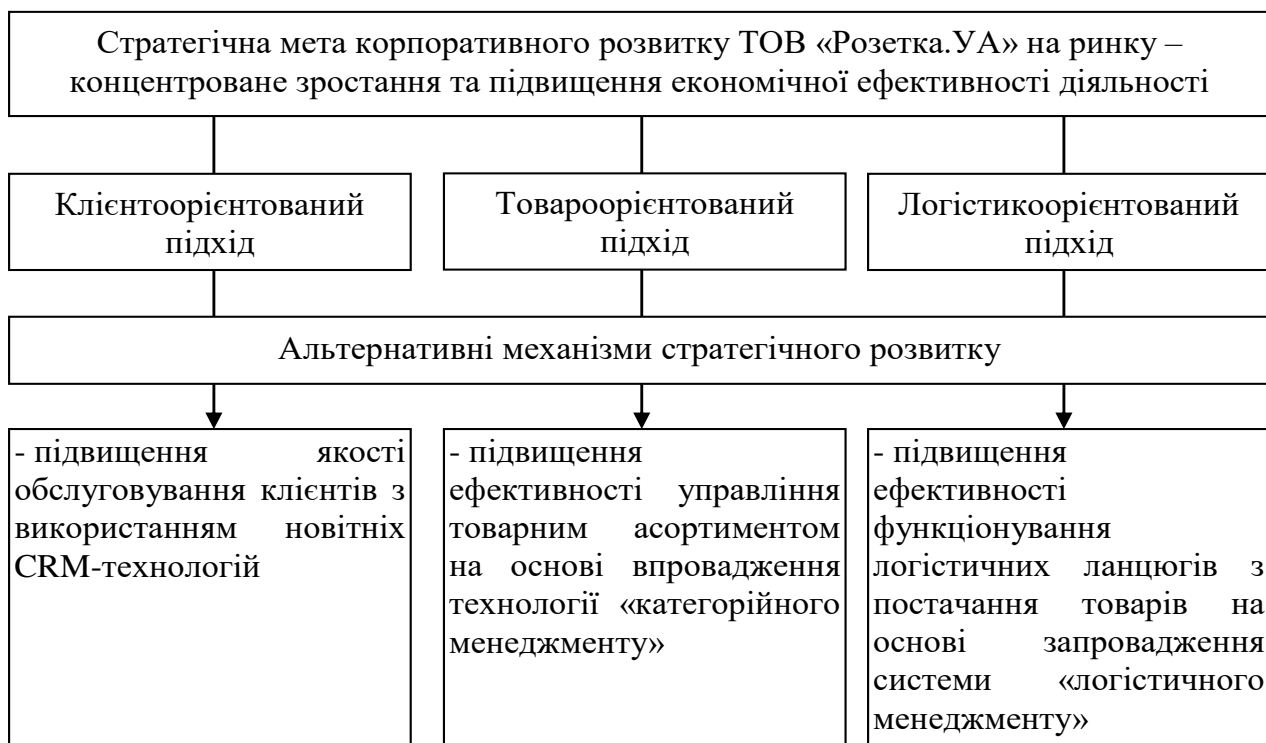 Стратегічна мета корпоративного розвитку ТОВ «Розетка.УА» на ринку –
концентроване зростання та підвищення економічної ефективності діяльності
Клієнтоорієнтований
підхід
Товароорієнтований
підхід
Логістикоорієнтований
підхід
Альтернативні механізми стратегічного розвитку
- підвищення якості
обслуговування клієнтів з
використанням новітніх
CRM-технологій
- підвищення
ефективності управління
товарним асортиментом
на основі впровадження
технології «категорійного
менеджменту»
- підвищення
ефективності
функціонування
логістичних ланцюгів з
постачання товарів на
основі запровадження
системи «логістичного
менеджменту»